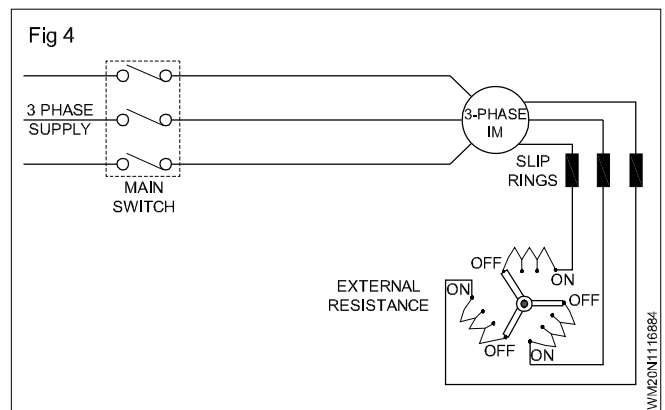 Fig 4
3 PHASE
SUPPLY
MAIN
SWITCH
3-PHASE
IM
SLIP
RINGS
EXTERNAL
RESISTANCE
OFF
ON
ON
OFF
OFF
ON
WM20N1116884